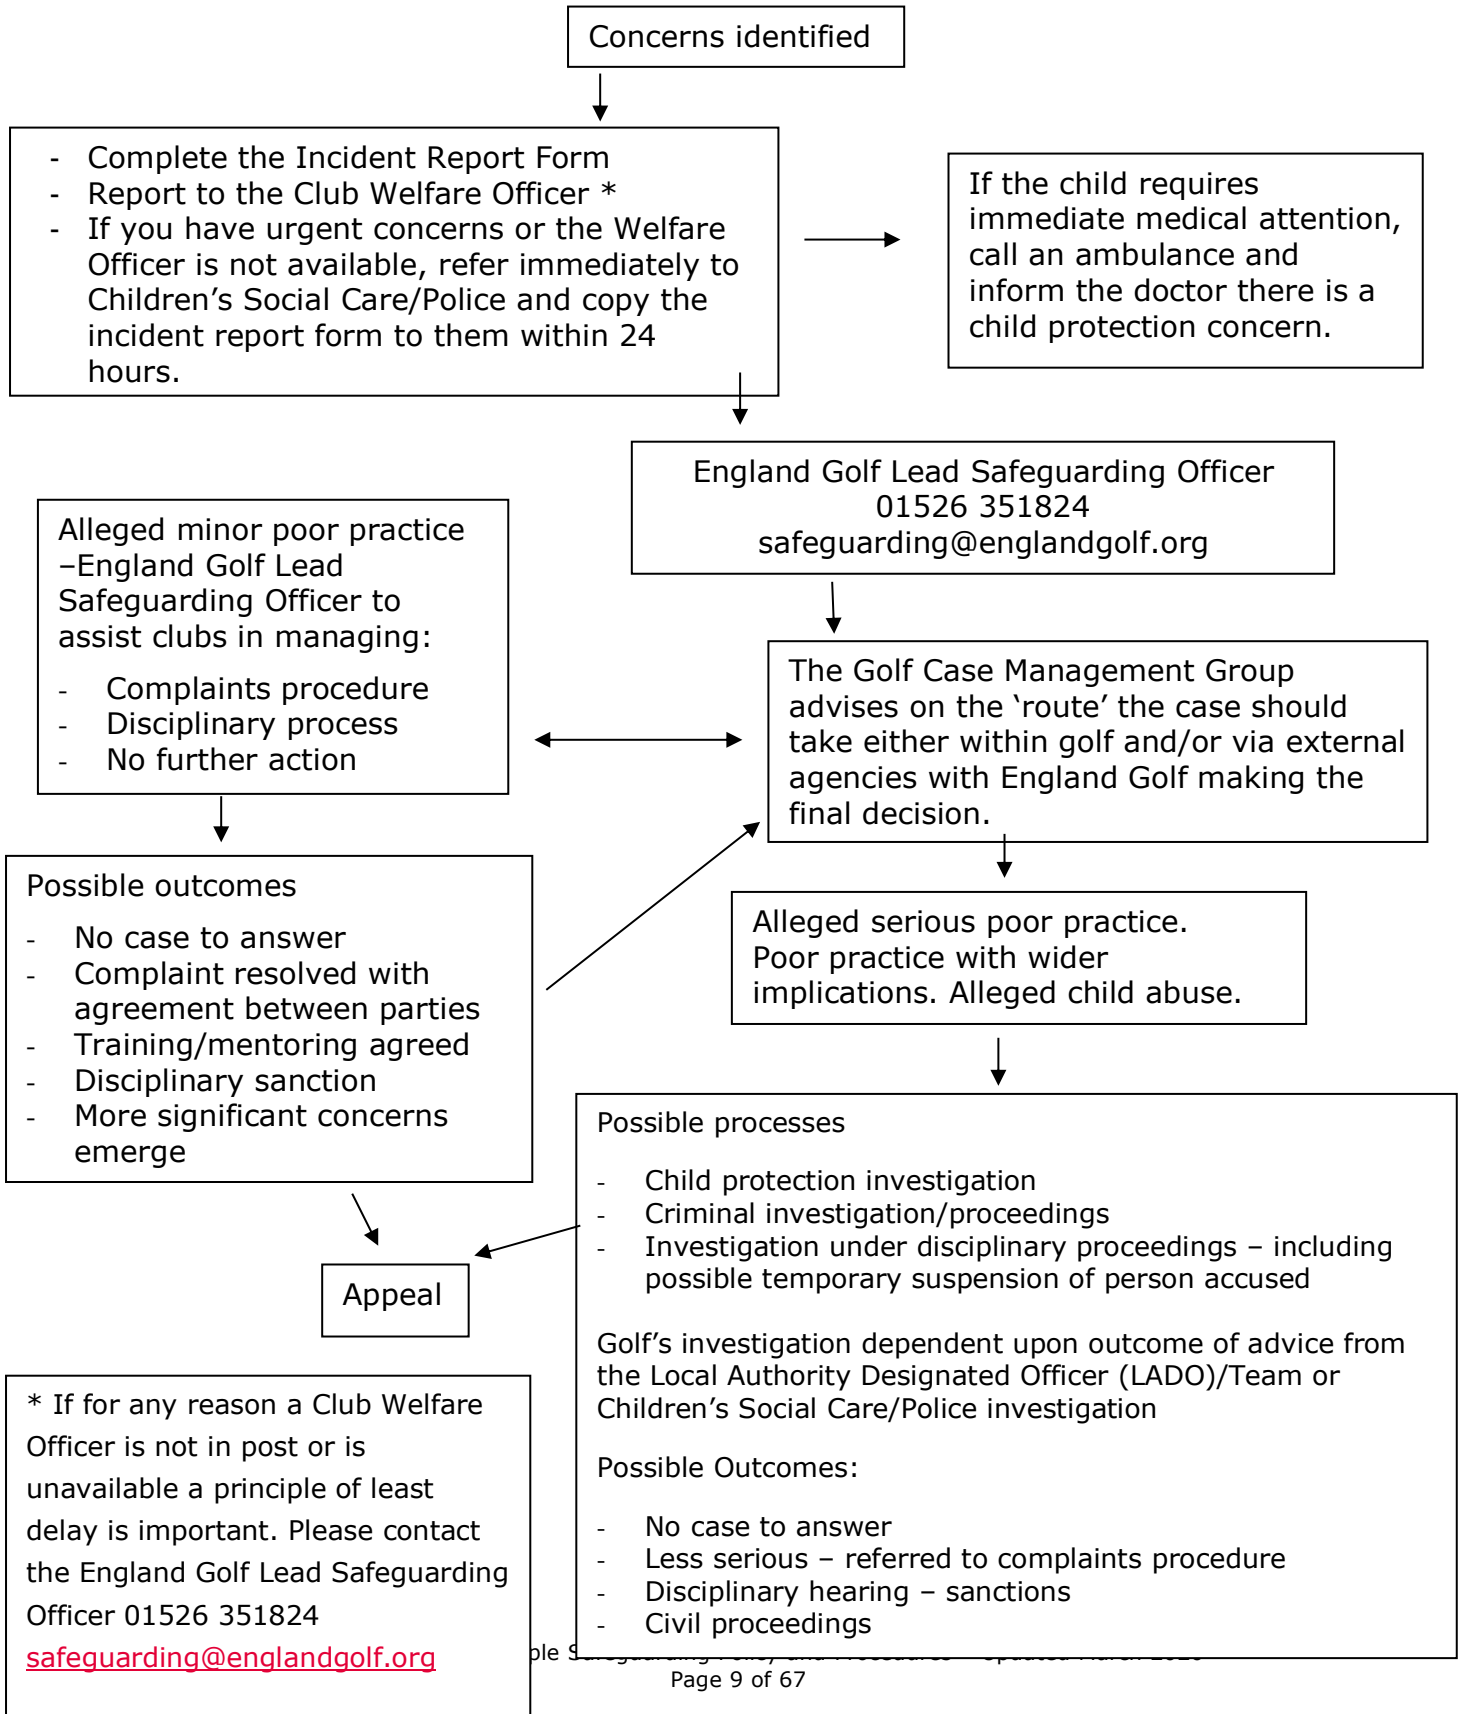 Concerns identified
- Complete the Incident Report Form
- Report to the Club Welfare Officer *
- If you have urgent concerns or the Welfare
Officer is not available, refer immediately to
Children’s Social Care/Police and copy the
incident report form to them within 24
hours.
If the child requires
immediate medical attention,
call an ambulance and
inform the doctor there is a
child protection concern.
England Golf Lead Safeguarding Officer
01526 351824
safeguarding@englandgolf.org
Alleged minor poor practice
–England Golf Lead
Safeguarding Officer to
assist clubs in managing:
- Complaints procedure
- Disciplinary process
- No further action
The Golf Case Management Group
advises on the ‘route’ the case should
take either within golf and/or via external
agencies with England Golf making the
final decision.
Possible outcomes
- No case to answer
- Complaint resolved with
agreement between parties
- Training/mentoring agreed
- Disciplinary sanction
- More significant concerns
emerge
Alleged serious poor practice.
Poor practice with wider
implications. Alleged child abuse.
Possible processes
- Child protection investigation
- Criminal investigation/proceedings
- Investigation under disciplinary proceedings – including
possible temporary suspension of person accused
Golf’s investigation dependent upon outcome of advice from
the Local Authority Designated Officer (LADO)/Team or
Children’s Social Care/Police investigation
Possible Outcomes:
- No case to answer
- Less serious – referred to complaints procedure
- Disciplinary hearing – sanctions
- Civil proceedings
Appeal
* If for any reason a Club Welfare
Officer is not in post or is
unavailable a principle of least
delay is important. Please contact
the England Golf Lead Safeguarding
Officer 01526 351824
safeguarding@englandgolf.org
Page 9 of 67